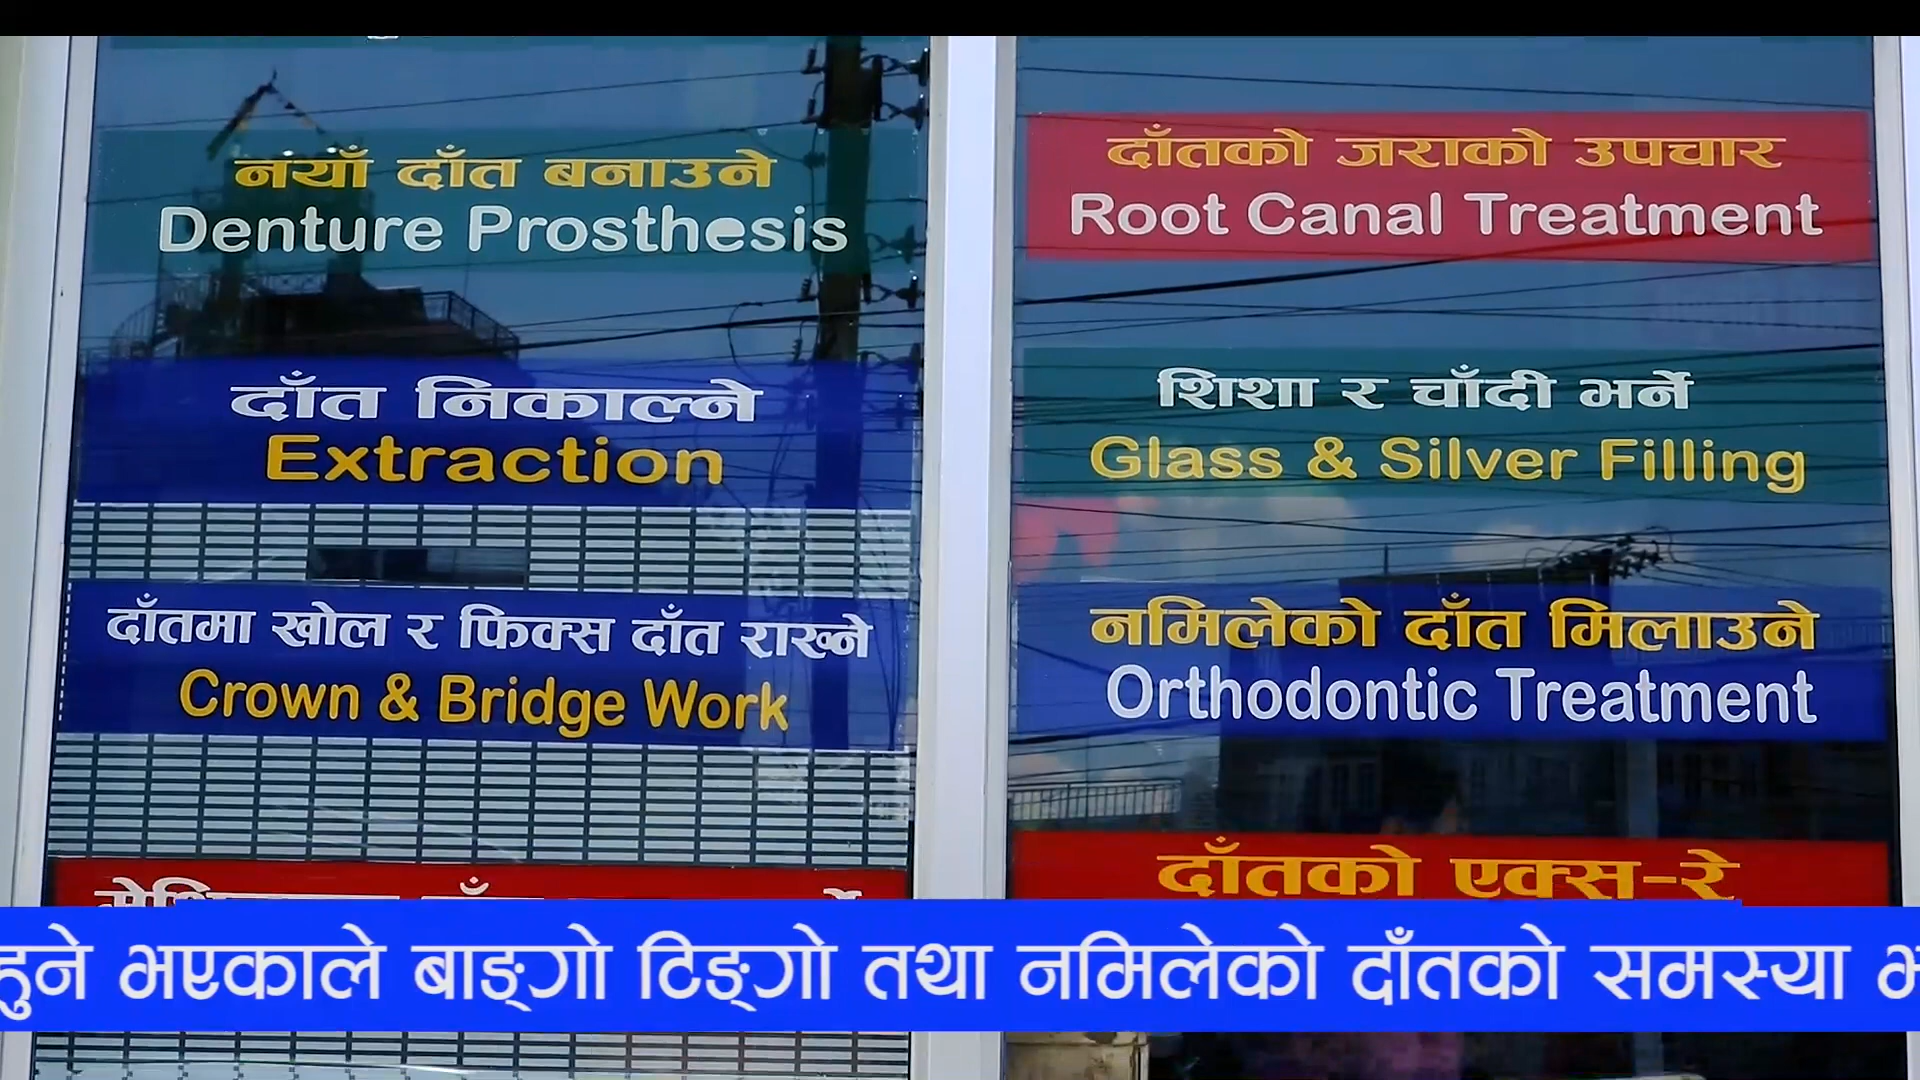 नयाँ दाँत बनाउने
Denture Prosthesis
दाँत निकाल्ने
Extraction
दाँतमा खोल र फिक्स दाँत राख्ने
Crown & Bridge Work
दाँतको जराको उपचार
Root Canal Treatment
शिशा र चाँदी भर्ने
Glass & Silver Filling
नमिलेको दाँत मिलाउने
Orthodontic Treatment
दाँतको एक्स-रे
हुने भएकाले बाङ्गो टिङ्गो तथा नमिलेको दाँतको समस्या